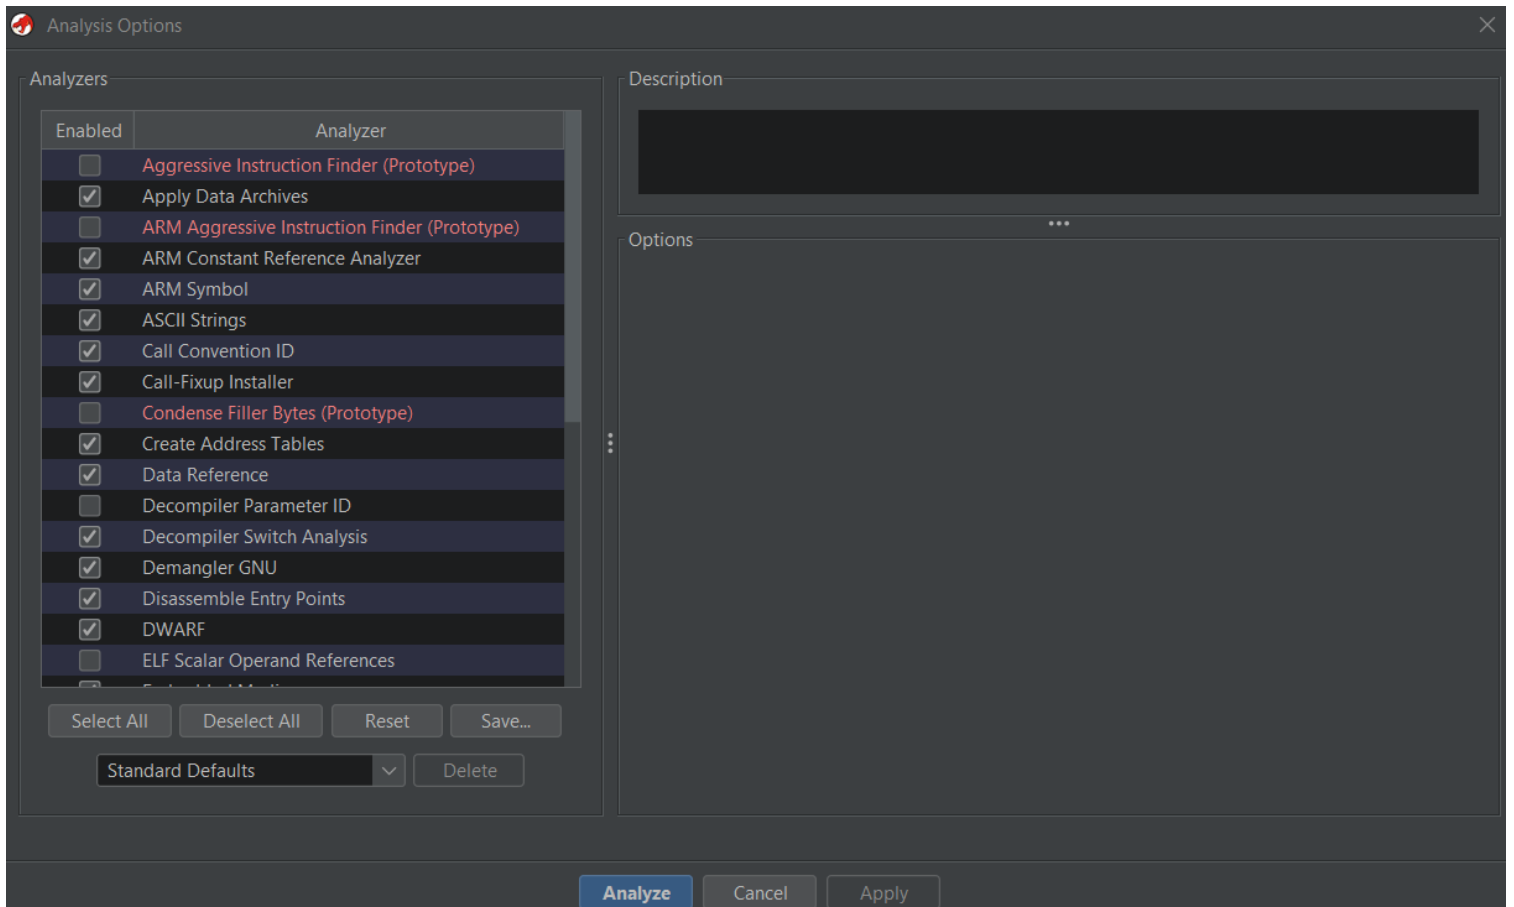 Analysis Options
Analyzers
Enabled Analyzer
Aggressive Instruction Finder (Prototype)
Apply Data Archives
ARM Aggressive Instruction Finder (Prototype)
ARM Constant Reference Analyzer
ARM Symbol
ASCII Strings
Call Convention ID
Call-Fixup Installer
Condense Filler Bytes (Prototype)
Create Address Tables
Data Reference
Decompiler Parameter ID
Decompiler Switch Analysis
Demangler GNU
Disassemble Entry Points
DWARF
ELF Scalar Operand References
Select All Deselect All Reset Save...
Standard Defaults Delete
Description
Options
Analyze Cancel Apply